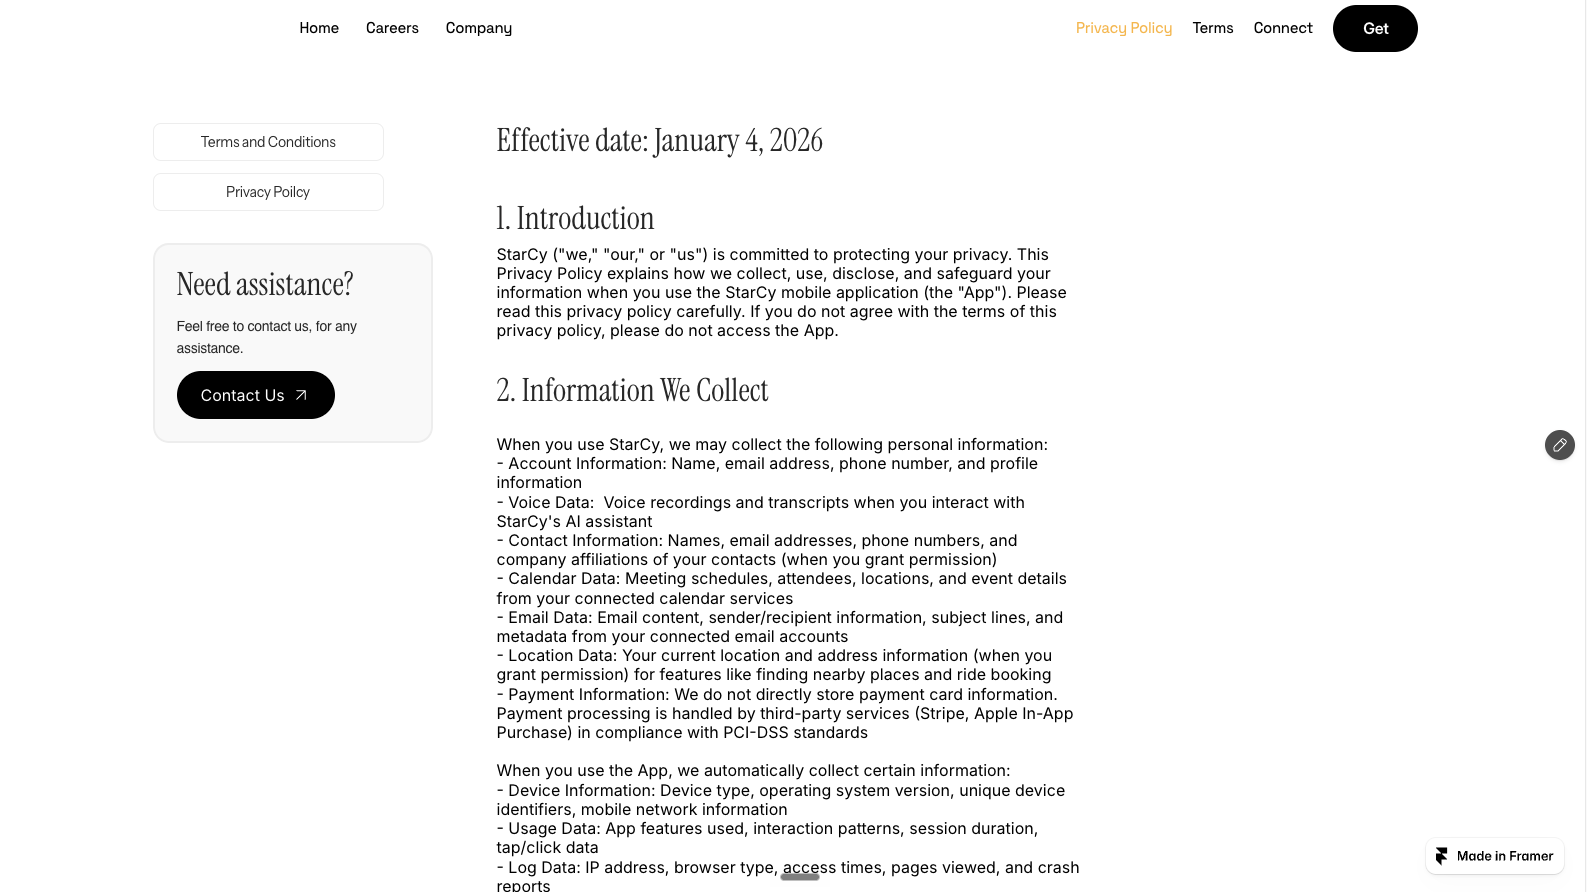 Home Careers Company Privacy Policy Terms Connect Get
Terms and Conditions
Privacy Poilcy
Need assistance?
Feel free to contact us, for any
assistance.
Contact Us
Effective date: January 4, 2026
1. Introduction
StarCy ("we," "our," or "us") is committed to protecting your privacy. This
Privacy Policy explains how we collect, use, disclose, and safeguard your
information when you use the StarCy mobile application (the "App"). Please
read this privacy policy carefully. If you do not agree with the terms of this
privacy policy, please do not access the App.
2. Information We Collect
When you use StarCy, we may collect the following personal information:
- Account Information: Name, email address, phone number, and profile
information
- Voice Data:  Voice recordings and transcripts when you interact with
StarCy's AI assistant
- Contact Information: Names, email addresses, phone numbers, and
company affiliations of your contacts (when you grant permission)
- Calendar Data: Meeting schedules, attendees, locations, and event details
from your connected calendar services
- Email Data: Email content, sender/recipient information, subject lines, and
metadata from your connected email accounts
- Location Data: Your current location and address information (when you
grant permission) for features like finding nearby places and ride booking
- Payment Information: We do not directly store payment card information.
Payment processing is handled by third-party services (Stripe, Apple In-App
Purchase) in compliance with PCI-DSS standards
When you use the App, we automatically collect certain information:
- Device Information: Device type, operating system version, unique device
identifiers, mobile network information
- Usage Data: App features used, interaction patterns, session duration,
tap/click data
- Log Data: IP address, browser type, access times, pages viewed, and crash
reports
Made in Framer